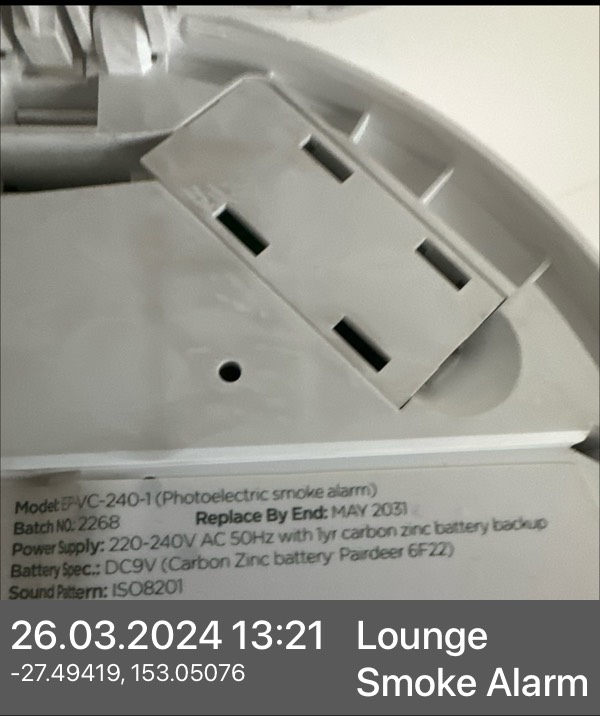 Model: EF-VC-240-1 (Photoelectric smoke alarm)
Batch NO.: 2268 Replace By End: MAY 2031
Power Supply: 220-240V AC 50Hz with 1yr carbon zinc battery backup
Battery Spec.: DC9V (Carbon Zinc battery Pairdeer 6F22)
Sound Pattern: ISO8201
26.03.2024 13:21 Lounge
-27.49419, 153.05076 Smoke Alarm